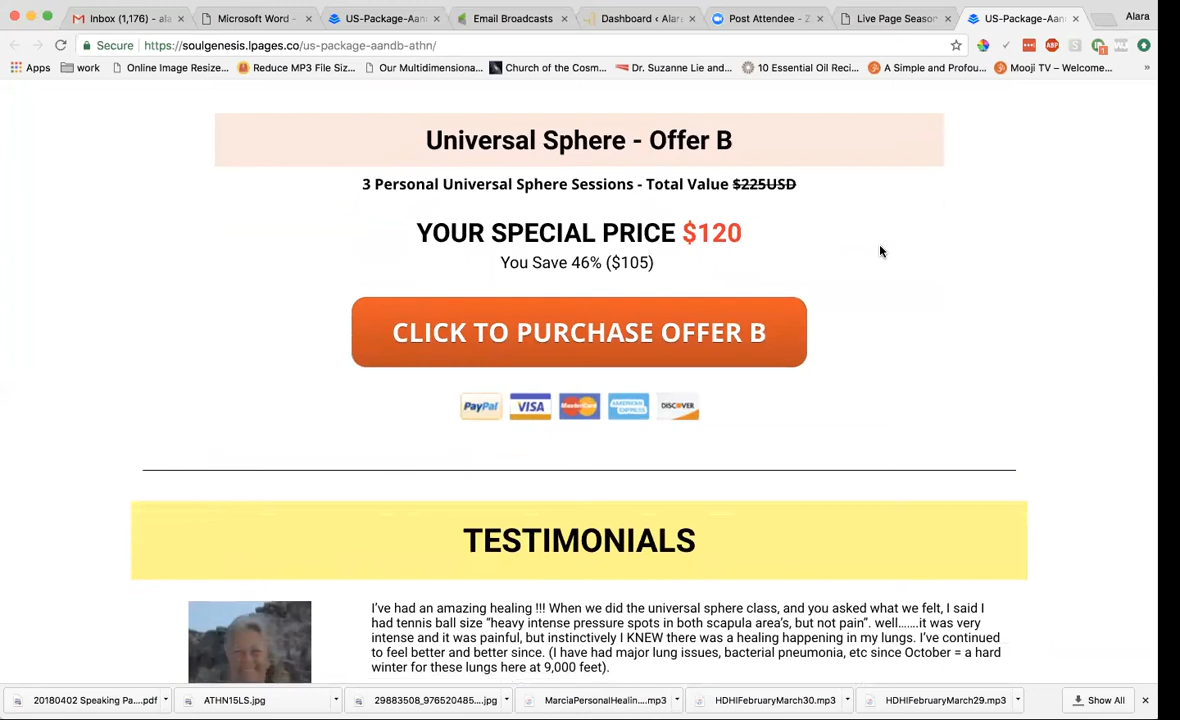 Inbox (1,176) - ala
Microsoft Word -
US-Package-Aan
Email Broadcasts
Dashboard ‹ Alar
Post Attendee - Z
Live Page Season
US-Package-Aan
Alara
Secure
https://soulgenesis.lpages.co/us-package-aandb-athn/
Apps
work
Online Image Resize...
Reduce MP3 File Siz...
Our Multidimensiona...
Church of the Cosm...
Dr. Suzanne Lie and...
10 Essential Oil Reci...
A Simple and Profou...
Mooji TV – Welcome...
»
Universal Sphere - Offer B
3 Personal Universal Sphere Sessions - Total Value $225USD
YOUR SPECIAL PRICE $120
You Save 46% ($105)
CLICK TO PURCHASE OFFER B
PayPal VISA MasterCard AMERICAN EXPRESS DISCOVER
TESTIMONIALS
I've had an amazing healing !!! When we did the universal sphere class, and you asked what we felt, I said I
had tennis ball size "heavy intense pressure spots in both scapula area's, but not pain". well.......it was very
intense and it was painful, but instinctively I KNEW there was a healing happening in my lungs. I've continued
to feel better and better since. (I have had major lung issues, bacterial pneumonia, etc since October = a hard
winter for these lungs here at 9,000 feet).
20180402 Speaking Pa....pdf
ATHN15LS.jpg
29883508_976520485....jpg
MarciaPersonalHealin....mp3
HDHIFebruaryMarch30.mp3
HDHIFebruaryMarch29.mp3
Show All